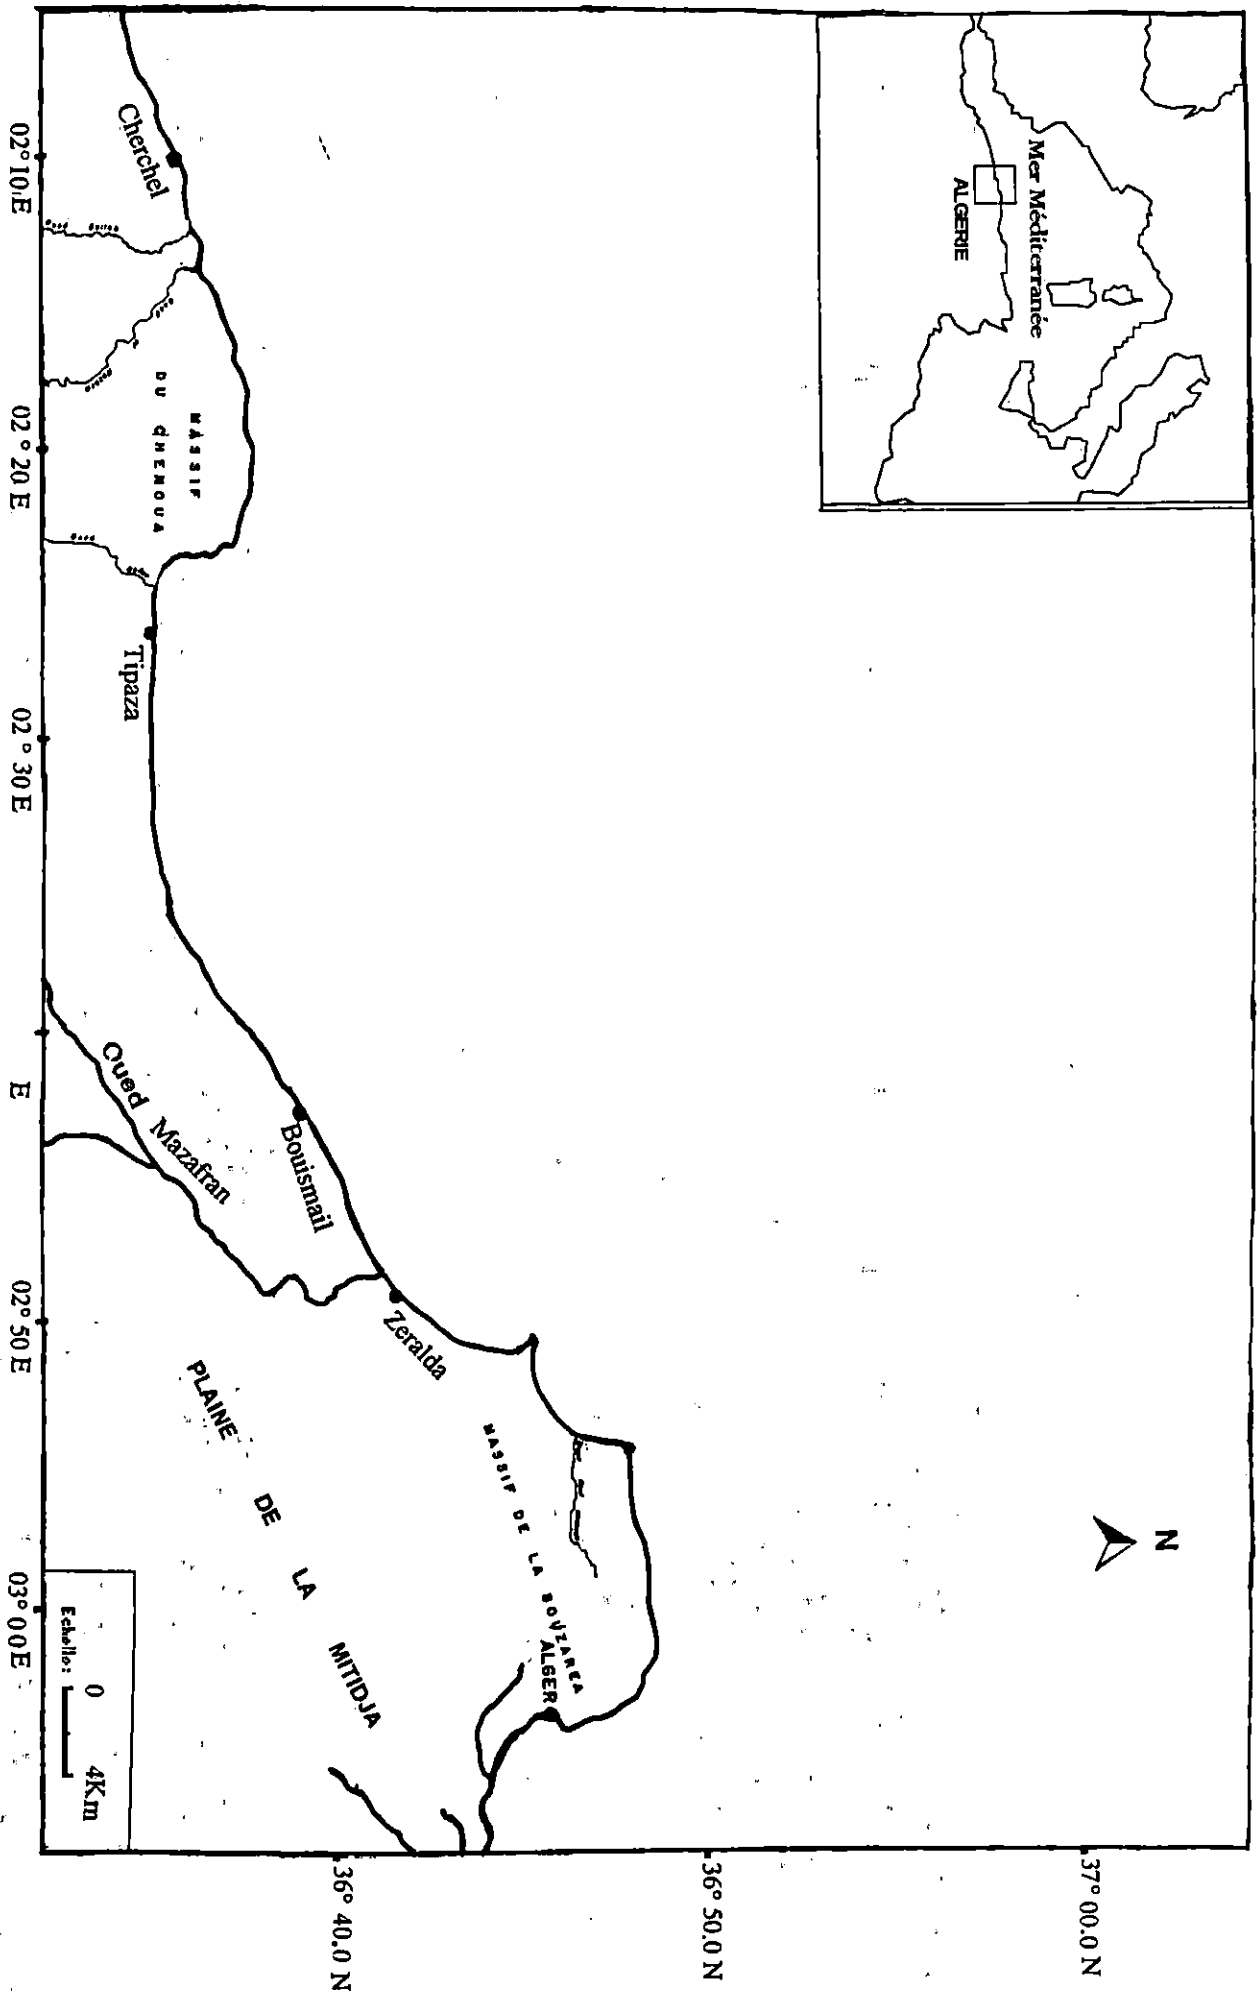 Mer Méditerranée
ALGERIE
N
37° 00.0 N
36° 50.0 N
36° 40.0 N
Cherchel
MASSIF
DU CHENOUA
Tipaza
Bouismail
Zeralda
Oued Mazafran
MASSIF DE LA BOUZAREA
ALGER
PLAINE DE LA MITIDJA
Echelle: 0 4Km
02°10'E
02°20 E
02°30 E
E
02°50 E
03°00E